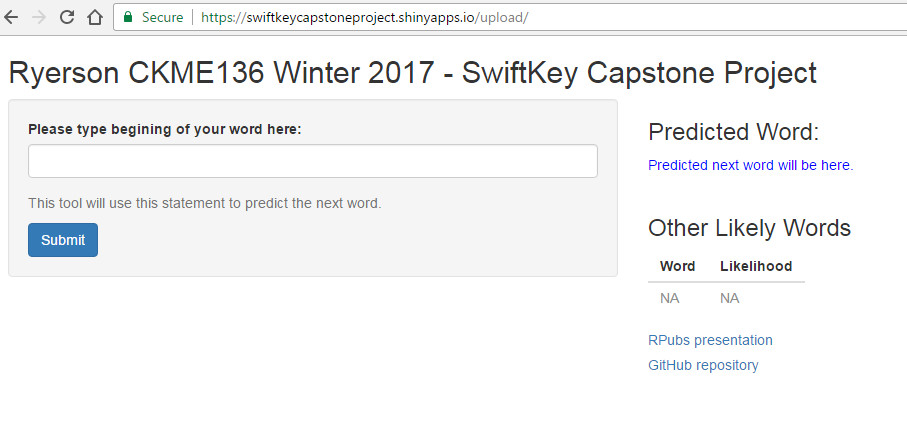 Secure https://swiftkeycapstoneproject.shinyapps.io/upload/
Ryerson CKME136 Winter 2017 - SwiftKey Capstone Project
Please type begining of your word here:
This tool will use this statement to predict the next word.
Submit
Predicted Word:
Predicted next word will be here.
Other Likely Words
Word Likelihood
NA NA
RPubs presentation
GitHub repository